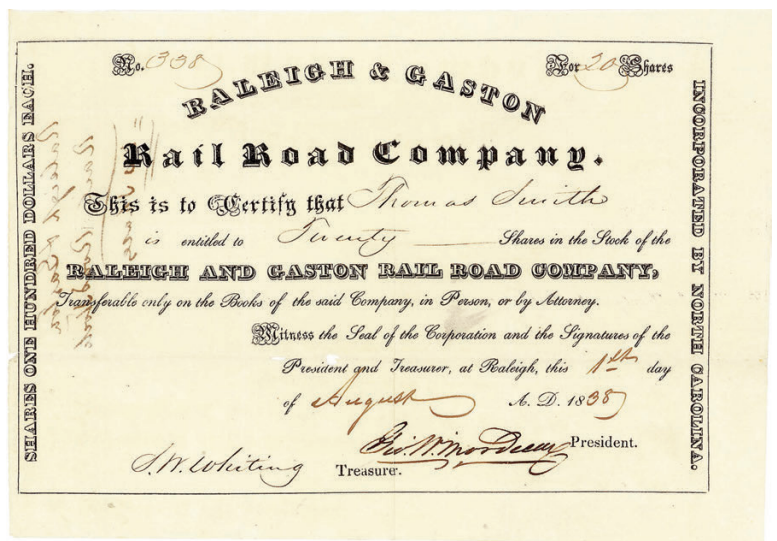 No. 338
For 20 Shares
RALEIGH & GASTON
Rail Road Company.
This is to Certify that Thomas Smith
is entitled to Twenty Shares in the Stock of the
RALEIGH AND GASTON RAIL ROAD COMPANY,
Transferable only on the Books of the said Company, in Person, or by Attorney.
Witness the Seal of the Corporation and the Signatures of the
President and Treasurer, at Raleigh, this 1st day
of August A. D. 1838
Geo. W. Mordecai President.
S. W. Whiting
Treasurer.
SHARES ONE HUNDRED DOLLARS EACH.
INCORPORATED BY NORTH CAROLINA.